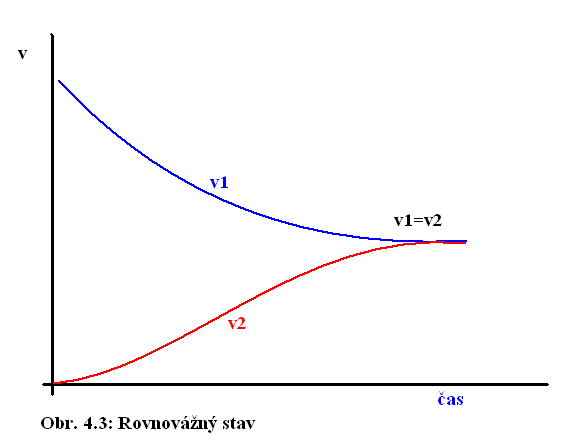 v
v1
v1=v2
v2
čas
Obr. 4.3: Rovnovážný stav